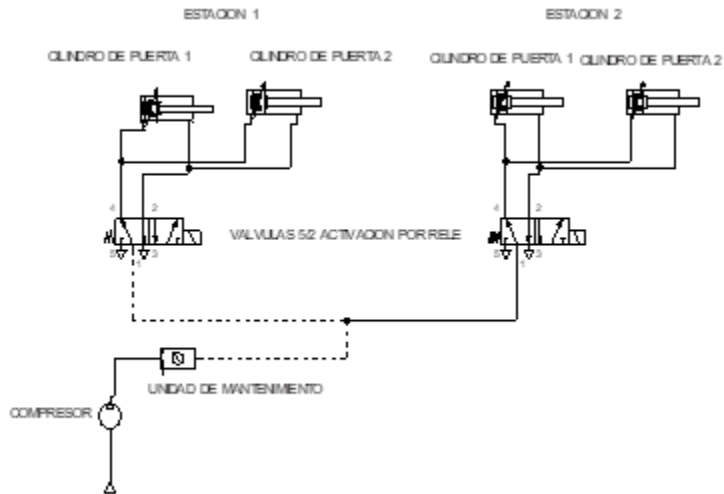 ESTACION 1
ESTACION 2
CILINDRO DE PUERTA 1
CILINDRO DE PUERTA 2
CILINDRO DE PUERTA 1
CILINDRO DE PUERTA 2
4
2
4
2
VALVULAS 5/2 ACTIVACION POR RELE
5
1
3
5
1
3
UNIDAD DE MANTENIMIENTO
COMPRESOR